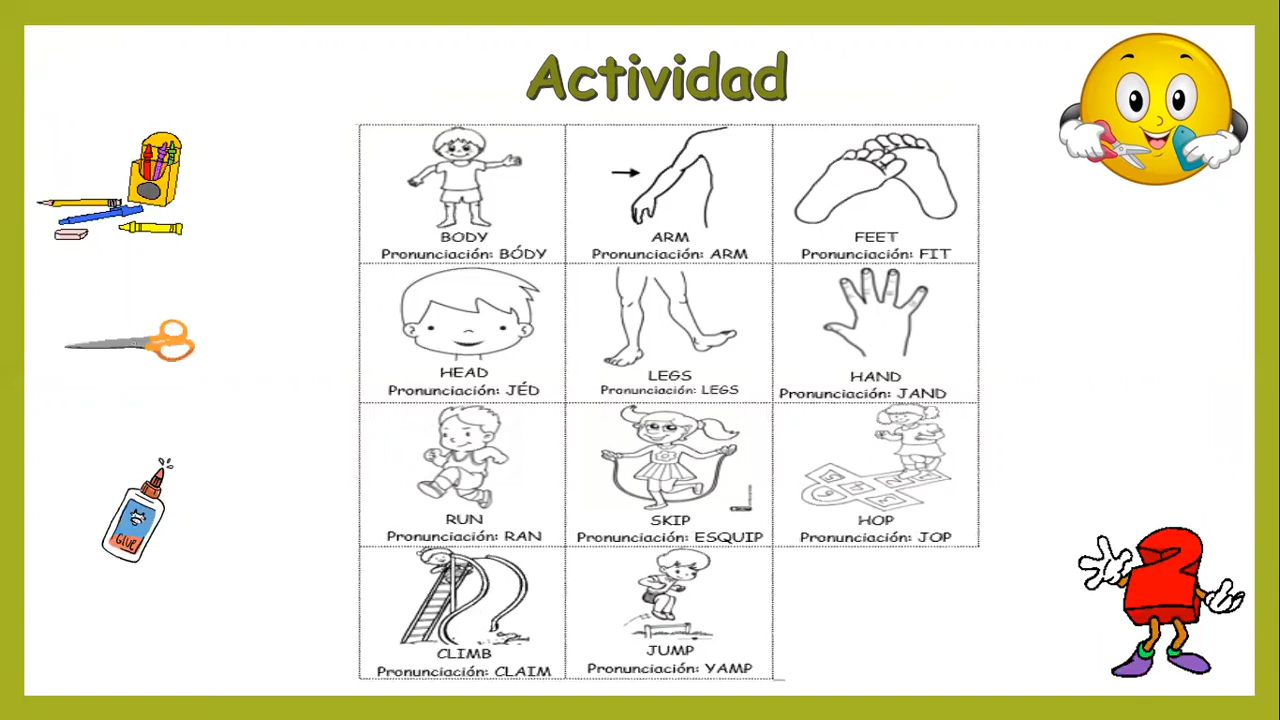 Actividad
BODY
Pronunciación: BÓDY
ARM
Pronunciación: ARM
FEET
Pronunciación: FIT
HEAD
Pronunciación: JÉD
LEGS
Pronunciación: LEGS
HAND
Pronunciación: JAND
RUN
Pronunciación: RAN
SKIP
Pronunciación: ESQUIP
HOP
Pronunciación: JOP
CLIMB
Pronunciación: CLAIM
JUMP
Pronunciación: YAMP
GLUE
2